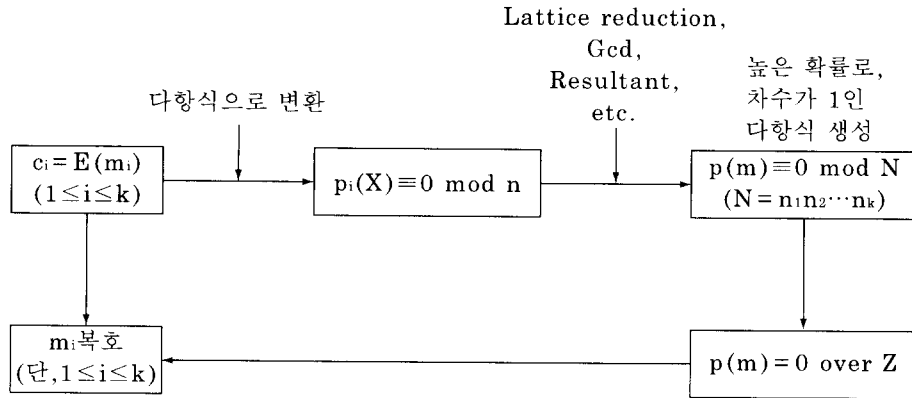 Lattice reduction,
Gcd,
Resultant,
etc.
높은 확률로,
차수가 1인
다항식 생성
다항식으로 변환
cᵢ=E(mᵢ)
(1≤i≤k)
pᵢ(X)≡0 mod n
p(m)≡0 mod N
(N=n₁n₂⋯nₖ)
mᵢ복호
(단,1≤i≤k)
p(m)=0 over Z